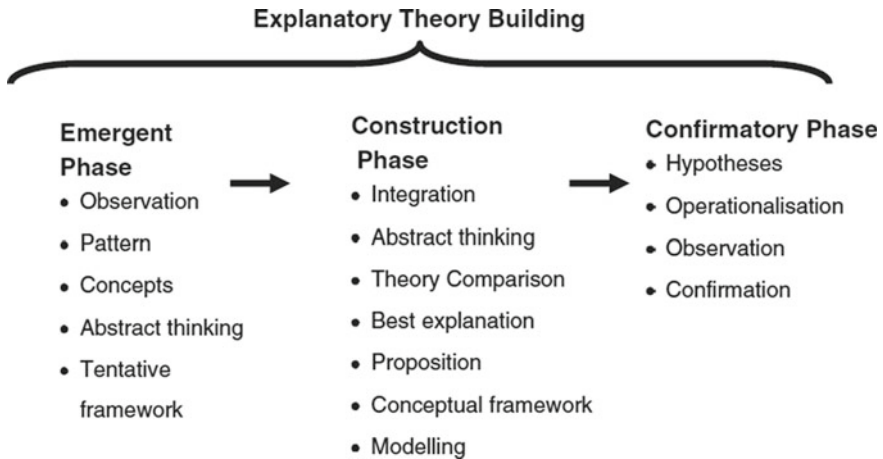 Explanatory Theory Building
Emergent
Phase
• Observation
• Pattern
• Concepts
• Abstract thinking
• Tentative
framework
Construction
Phase
• Integration
• Abstract thinking
• Theory Comparison
• Best explanation
• Proposition
• Conceptual framework
• Modelling
Confirmatory Phase
• Hypotheses
• Operationalisation
• Observation
• Confirmation